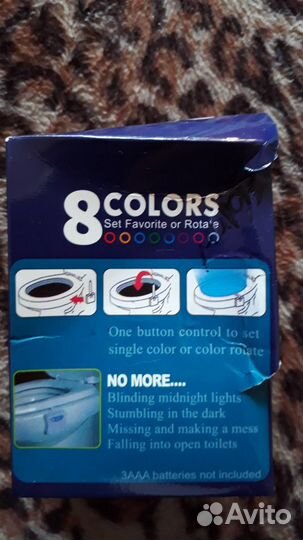 8 COLORS
Set Favorite or Rota'e
One button control to set
single color or color rotate
NO MORE....
Blinding midnight lights
Stumbling in the dark
Missing and making a mess
Falling into open toilets
3AAA batteries not included
Avito